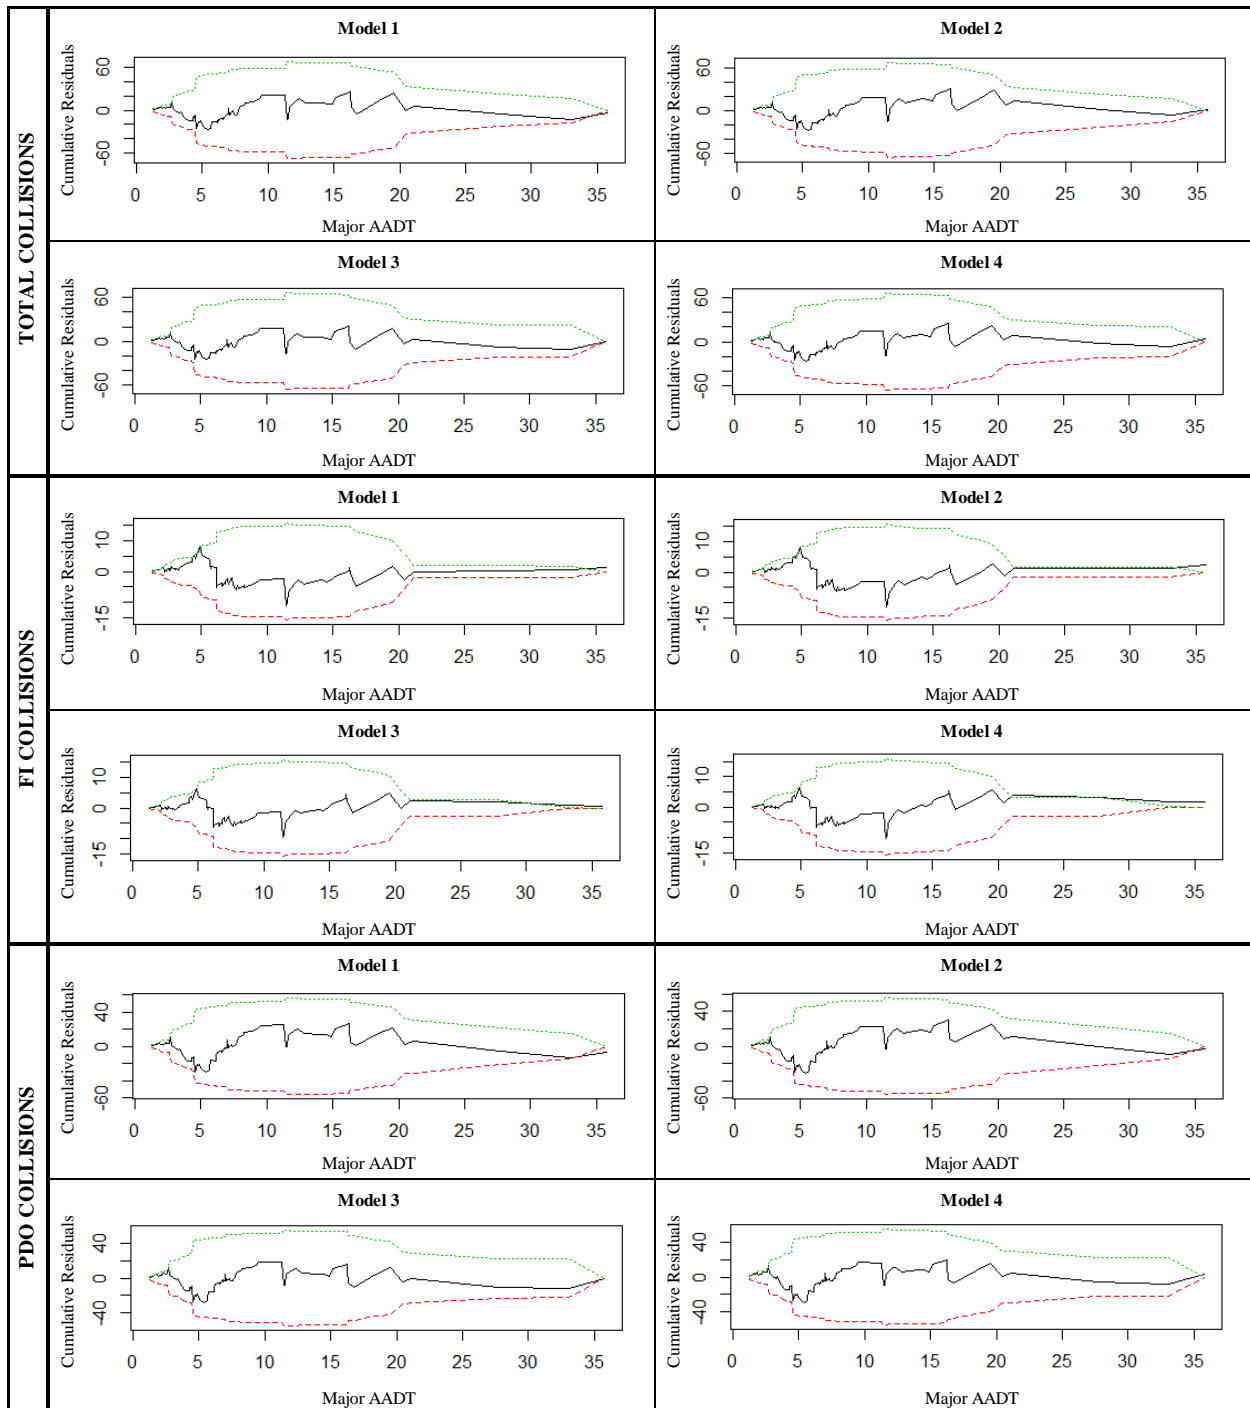 TOTAL COLLISIONS
Model 1
Cumulative Residuals
60
0
-60
0 5 10 15 20 25 30 35
Major AADT
Model 2
Cumulative Residuals
60
0
-60
0 5 10 15 20 25 30 35
Major AADT
Model 3
Cumulative Residuals
60
0
-60
0 5 10 15 20 25 30 35
Major AADT
Model 4
Cumulative Residuals
60
0
-60
0 5 10 15 20 25 30 35
Major AADT
FI COLLISIONS
Model 1
Cumulative Residuals
10
0
-15
0 5 10 15 20 25 30 35
Major AADT
Model 2
Cumulative Residuals
10
0
-15
0 5 10 15 20 25 30 35
Major AADT
Model 3
Cumulative Residuals
10
0
-15
0 5 10 15 20 25 30 35
Major AADT
Model 4
Cumulative Residuals
10
0
-15
0 5 10 15 20 25 30 35
Major AADT
PDO COLLISIONS
Model 1
Cumulative Residuals
40
0
-60
0 5 10 15 20 25 30 35
Major AADT
Model 2
Cumulative Residuals
40
0
-60
0 5 10 15 20 25 30 35
Major AADT
Model 3
Cumulative Residuals
40
0
-40
0 5 10 15 20 25 30 35
Major AADT
Model 4
Cumulative Residuals
40
0
-40
0 5 10 15 20 25 30 35
Major AADT